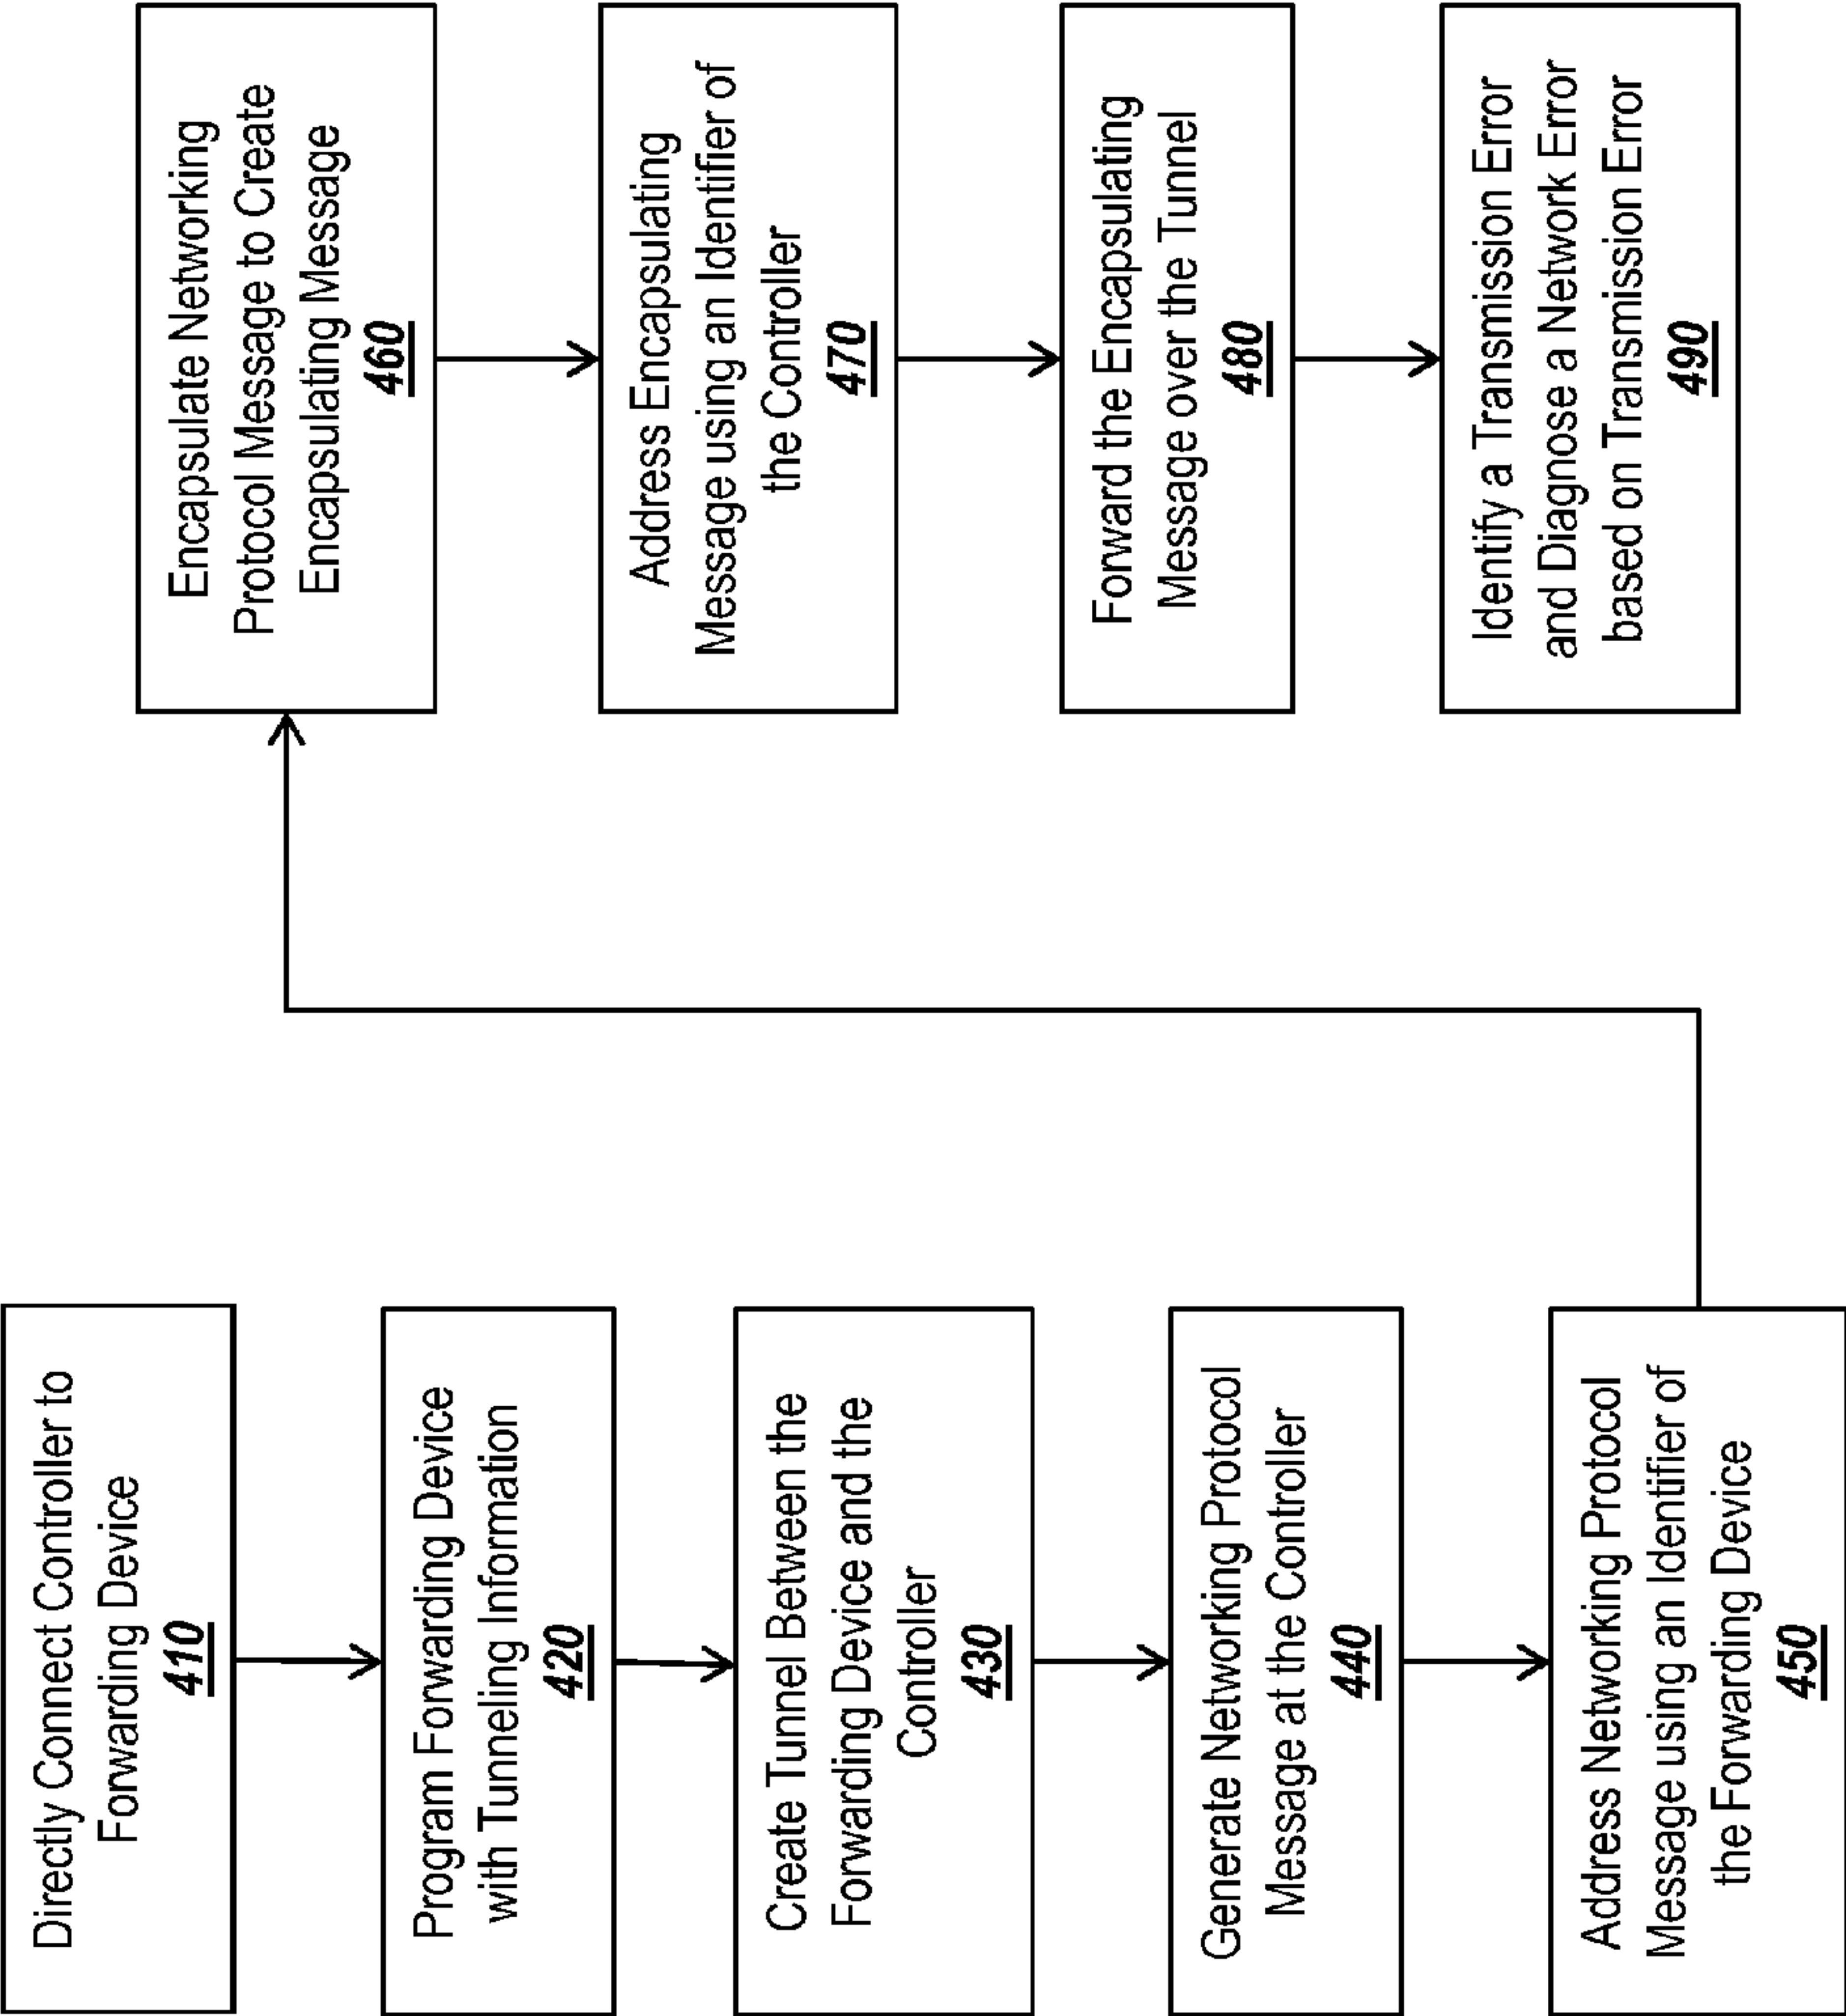 Directly Connect Controller to
Forwarding Device
410
Program Forwarding Device
with Tunneling Information
420
Create Tunnel Between the
Forwarding Device and the
Controller
430
Generate Networking Protocol
Message at the Controller
440
Address Networking Protocol
Message using an Identifier of
the Forwarding Device
450
Encapsulate Networking
Protocol Message to Create
Encapsulating Message
460
Address Encapsulating
Message using an Identifier of
the Controller
470
Forward the Encapsulating
Message over the Tunnel
480
Identify a Transmission Error
and Diagnose a Network Error
based on Transmission Error
490